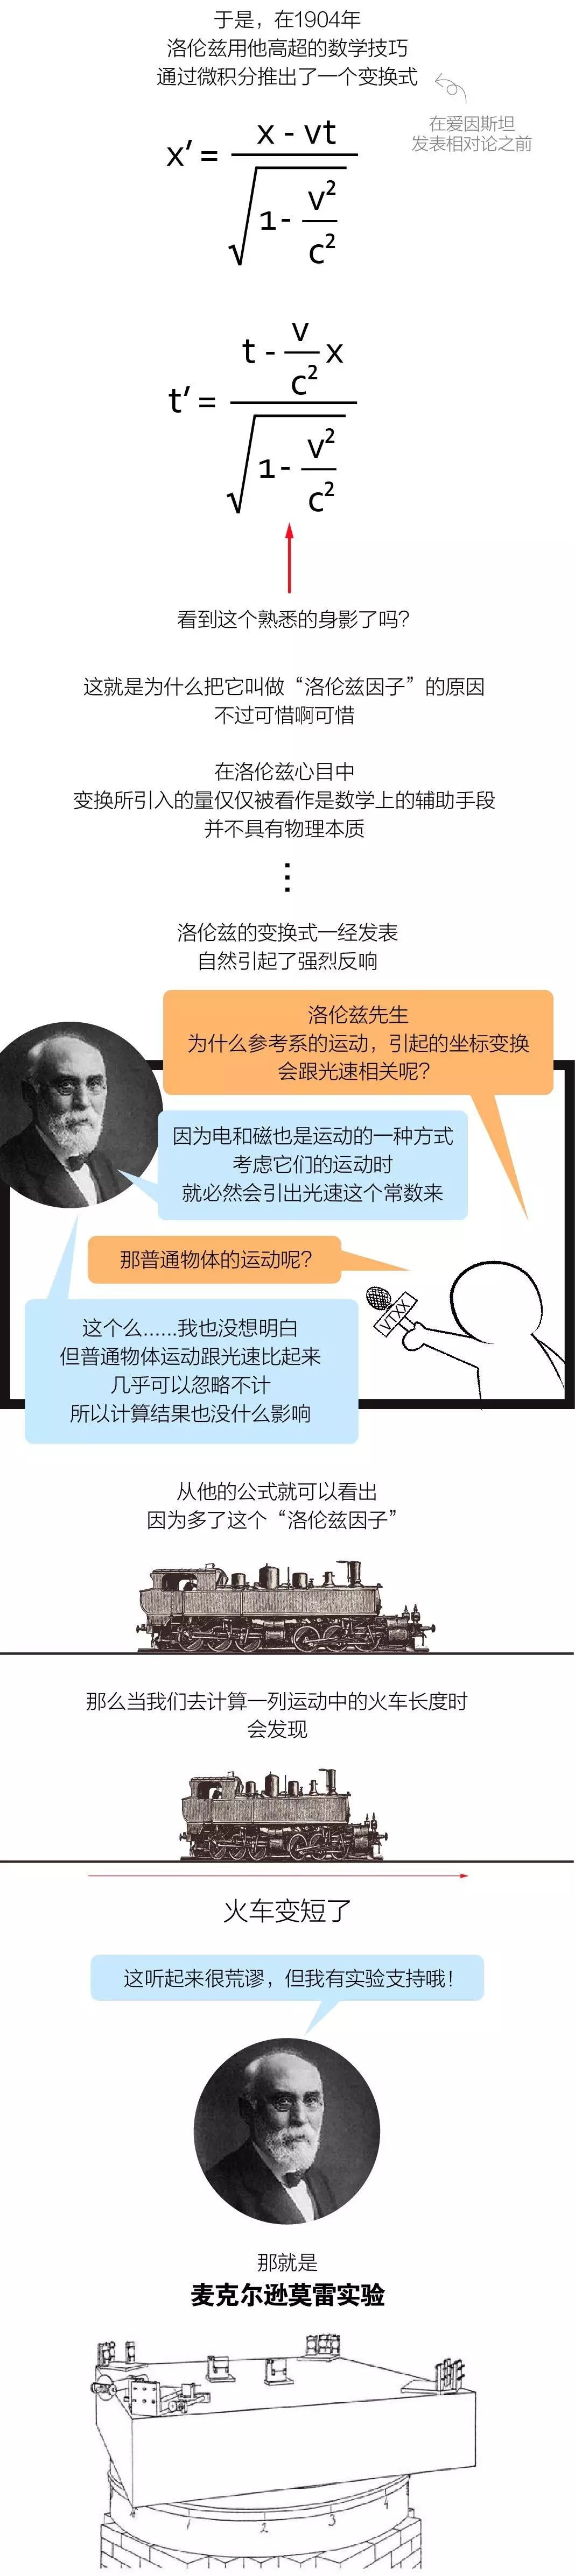 于是，在1904年
洛伦兹用他高超的数学技巧
通过微积分推出了一个变换式
在爱因斯坦
发表相对论之前
x′ = (x - vt) / √(1 - v²/c²)
t′ = (t - (v/c²)x) / √(1 - v²/c²)
看到这个熟悉的身影了吗？
这就是为什么把它叫做“洛伦兹因子”的原因
不过可惜啊可惜
在洛伦兹心目中
变换所引入的量仅仅被看作是数学上的辅助手段
并不具有物理本质
⋮
洛伦兹的变换式一经发表
自然引起了强烈反响
洛伦兹先生
为什么参考系的运动，引起的坐标变换
会跟光速相关呢？
因为电和磁也是运动的一种方式
考虑它们的运动时
就必然会引出光速这个常数来
那普通物体的运动呢？
VTXX
这个么......我也没想明白
但普通物体运动跟光速比起来
几乎可以忽略不计
所以计算结果也没什么影响
从他的公式就可以看出
因为多了这个“洛伦兹因子”
那么当我们去计算一列运动中的火车长度时
会发现
火车变短了
这听起来很荒谬，但我有实验支持哦！
那就是
麦克尔逊莫雷实验
1 2 3 4